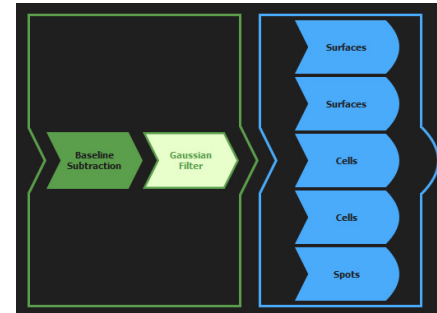 Baseline
Subtraction
Gaussian
Filter
Surfaces
Surfaces
Cells
Cells
Spots